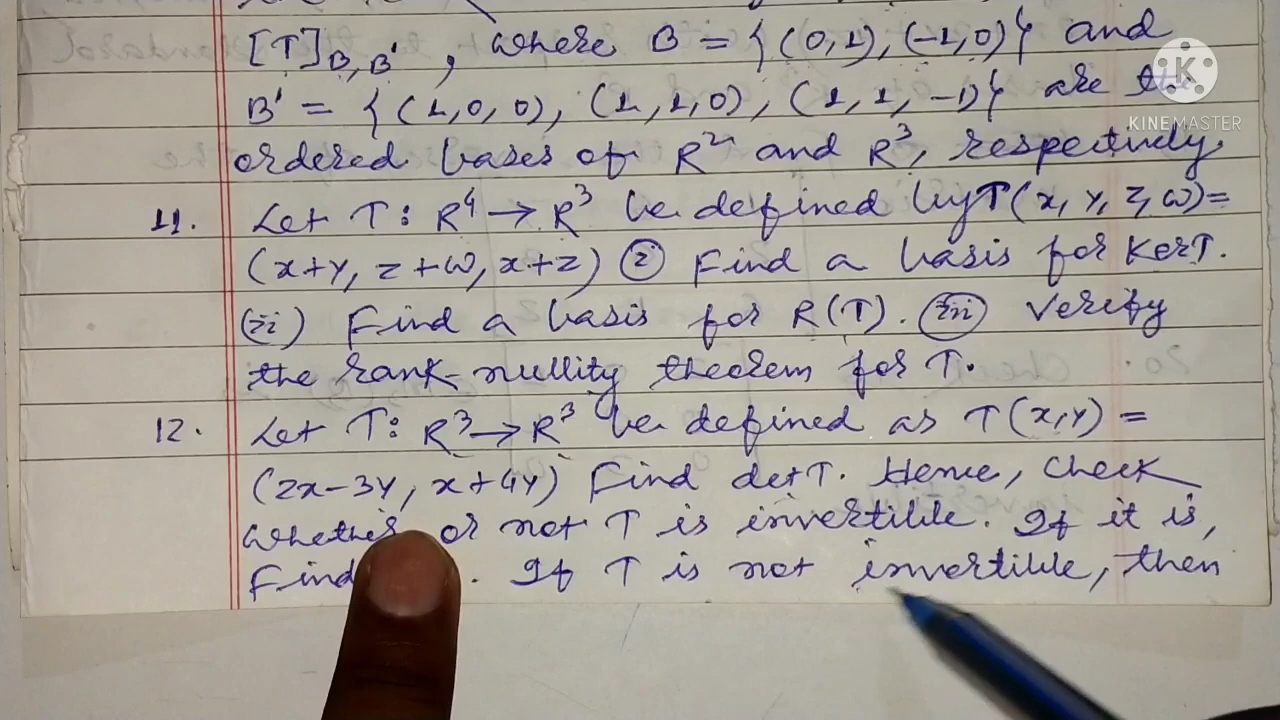 [T]B,B', where B = {(0,1),(-1,0)} and
B' = {(1,0,0), (1,1,0), (1,1,-1)} are the
KINEMASTER
ordered bases of R² and R³, respectively.
11. Let T: R⁴ → R³ be defined by T(x, y, z, w)=
(x+y, z+w, x+z) (i) Find a basis for KerT.
(ii) Find a basis for R(T). (iii) Verify
the rank-nullity theorem for T.
12. Let T: R³ → R³ be defined as T(x,y) =
(2x-3y, x+4y) Find det T. Hence, check
whether or not T is invertible. If it is,
Find . If T is not invertible, then